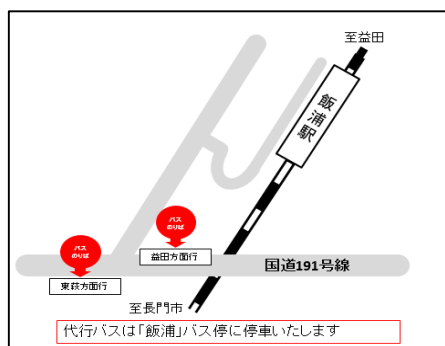 至益田
飯浦駅
バス
のりば
バス
のりば
益田方面行
国道191号線
東萩方面行
至長門市
代行バスは「飯浦」バス停に停車いたします